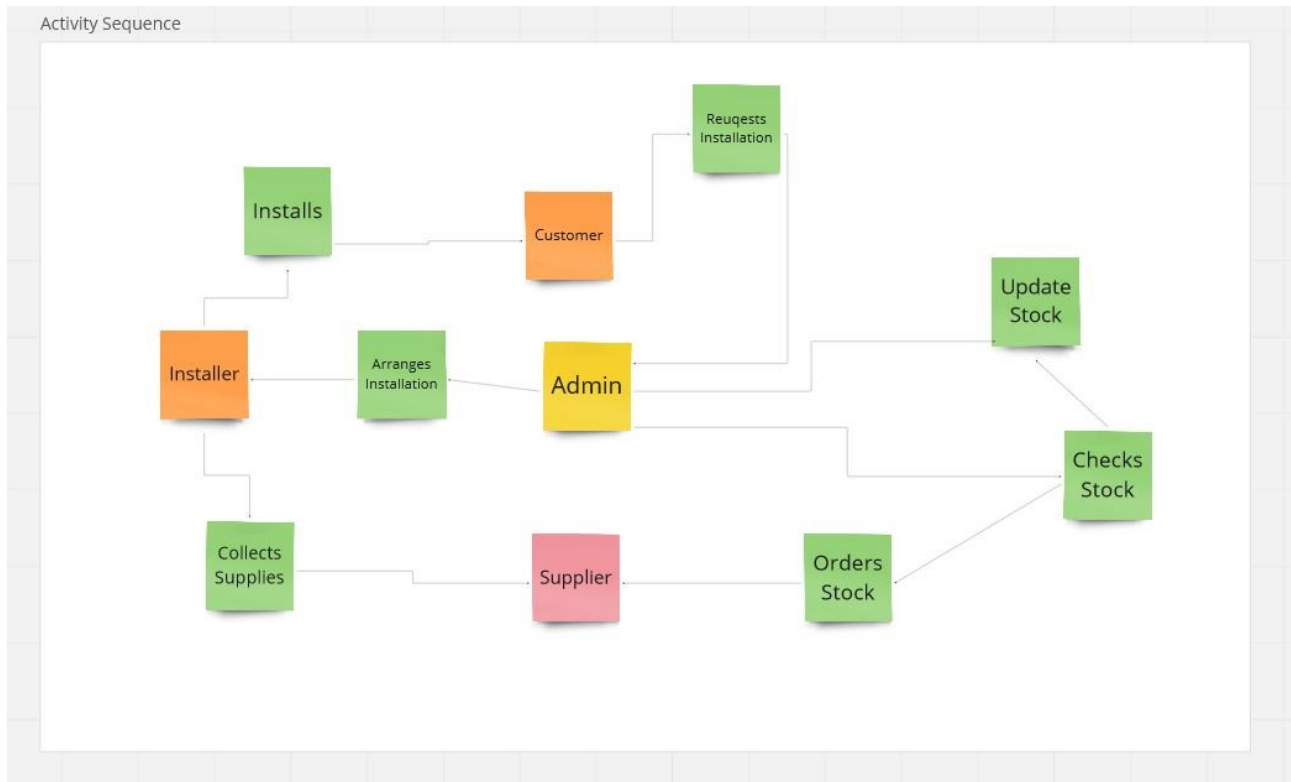 Activity Sequence
Reuqests
Installation
Installs
Customer
Update
Stock
Installer
Arranges
Installation
Admin
Checks
Stock
Collects
Supplies
Supplier
Orders
Stock